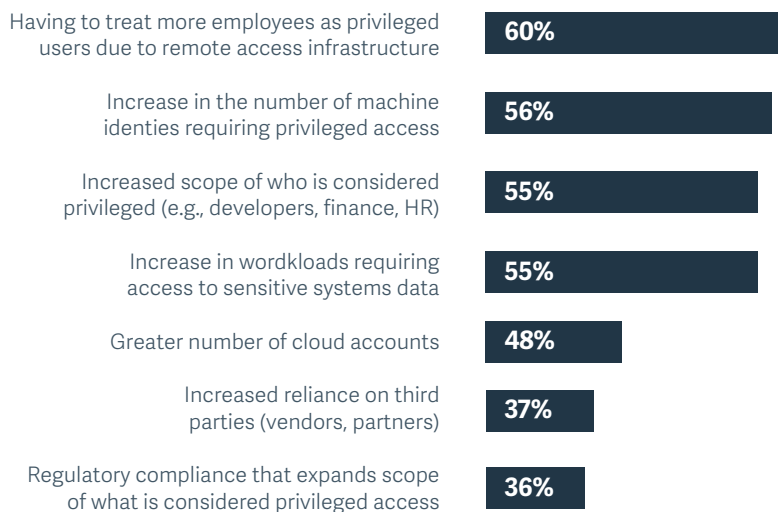 Having to treat more employees as privileged
users due to remote access infrastructure
60%
Increase in the number of machine
identies requiring privileged access
56%
Increased scope of who is considered
privileged (e.g., developers, finance, HR)
55%
Increase in wordkloads requiring
access to sensitive systems data
55%
Greater number of cloud accounts
48%
Increased reliance on third
parties (vendors, partners)
37%
Regulatory compliance that expands scope
of what is considered privileged access
36%